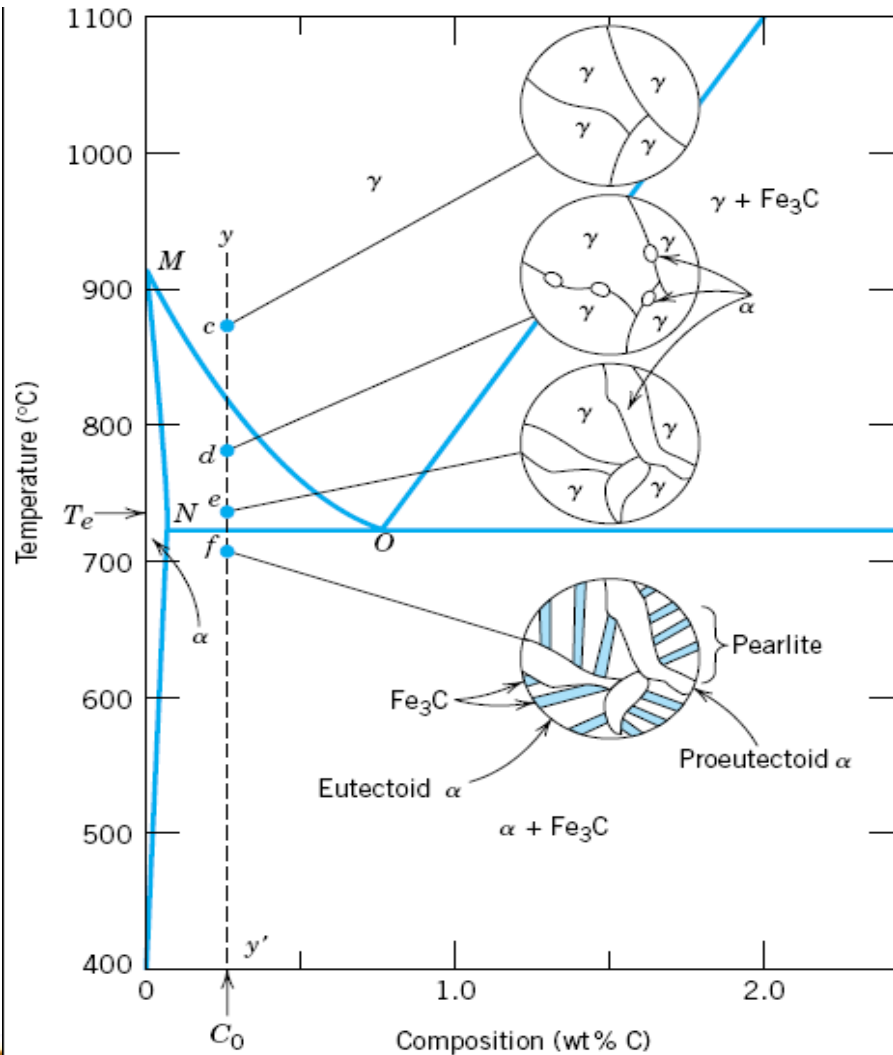 1100
γ
γ
γ
γ
1000
γ
γ + Fe₃C
y
M
γ
γ
900
c
γ
γ
α
800
γ
γ
d
e
γ
γ
Temperature (°C)
Tₑ
N
O
f
700
α
Pearlite
600
Fe₃C
Proeutectoid α
Eutectoid α
α + Fe₃C
500
y'
400
0
1.0
2.0
C₀
Composition (wt% C)